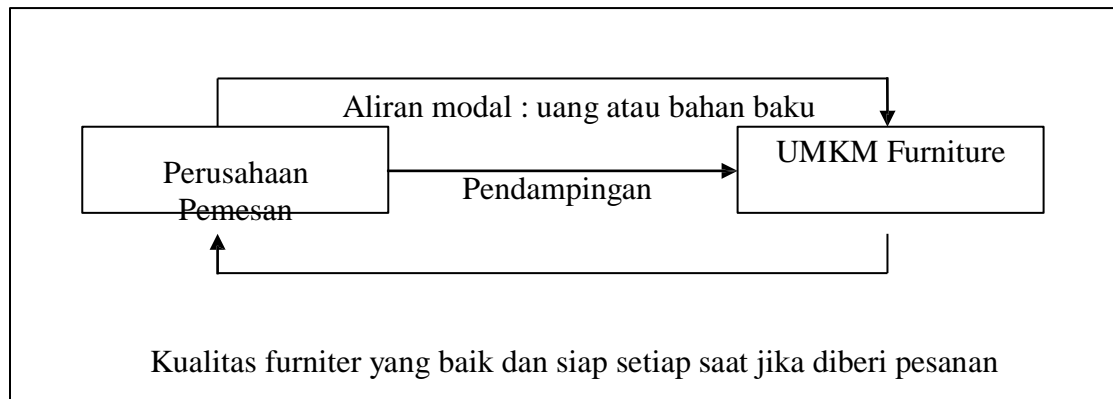 Aliran modal : uang atau bahan baku
Perusahaan
Pemesan
UMKM Furniture
Pendampingan
Kualitas furniter yang baik dan siap setiap saat jika diberi pesanan